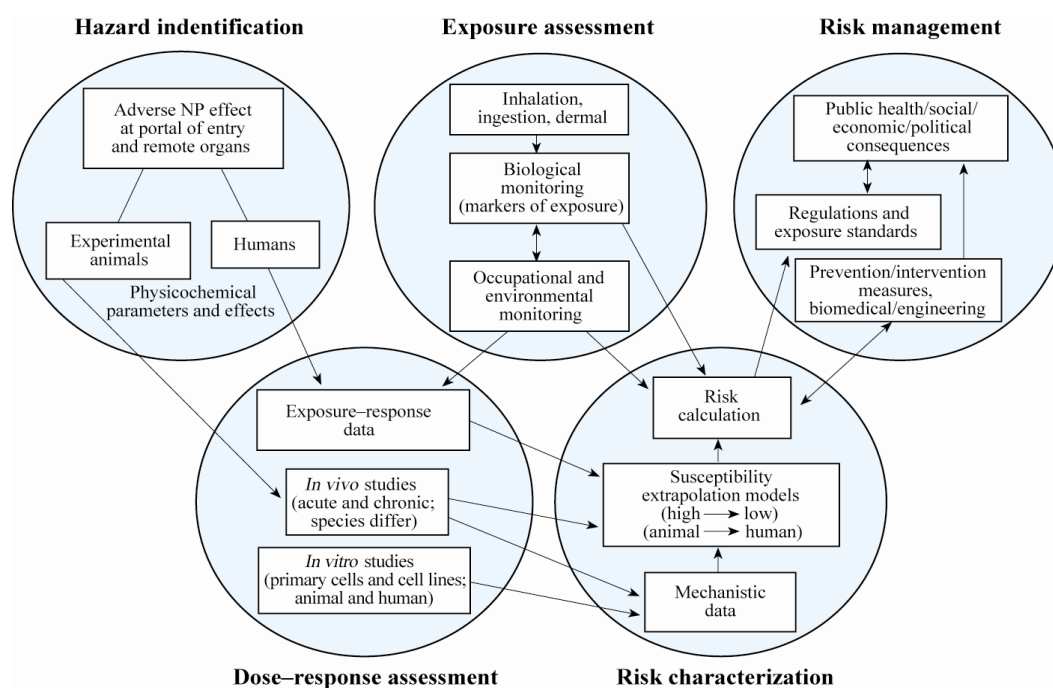 Hazard indentification
Adverse NP effect
at portal of entry
and remote organs
Experimental
animals
Humans
Physicochemical
parameters and effects
Exposure assessment
Inhalation,
ingestion, dermal
Biological
monitoring
(markers of exposure)
Occupational and
environmental
monitoring
Risk management
Public health/social/
economic/political
consequences
Regulations and
exposure standards
Prevention/intervention
measures,
biomedical/engineering
Exposure–response
data
In vivo studies
(acute and chronic;
species differ)
In vitro studies
(primary cells and cell lines;
animal and human)
Dose–response assessment
Risk
calculation
Susceptibility
extrapolation models
(high → low)
(animal → human)
Mechanistic
data
Risk characterization